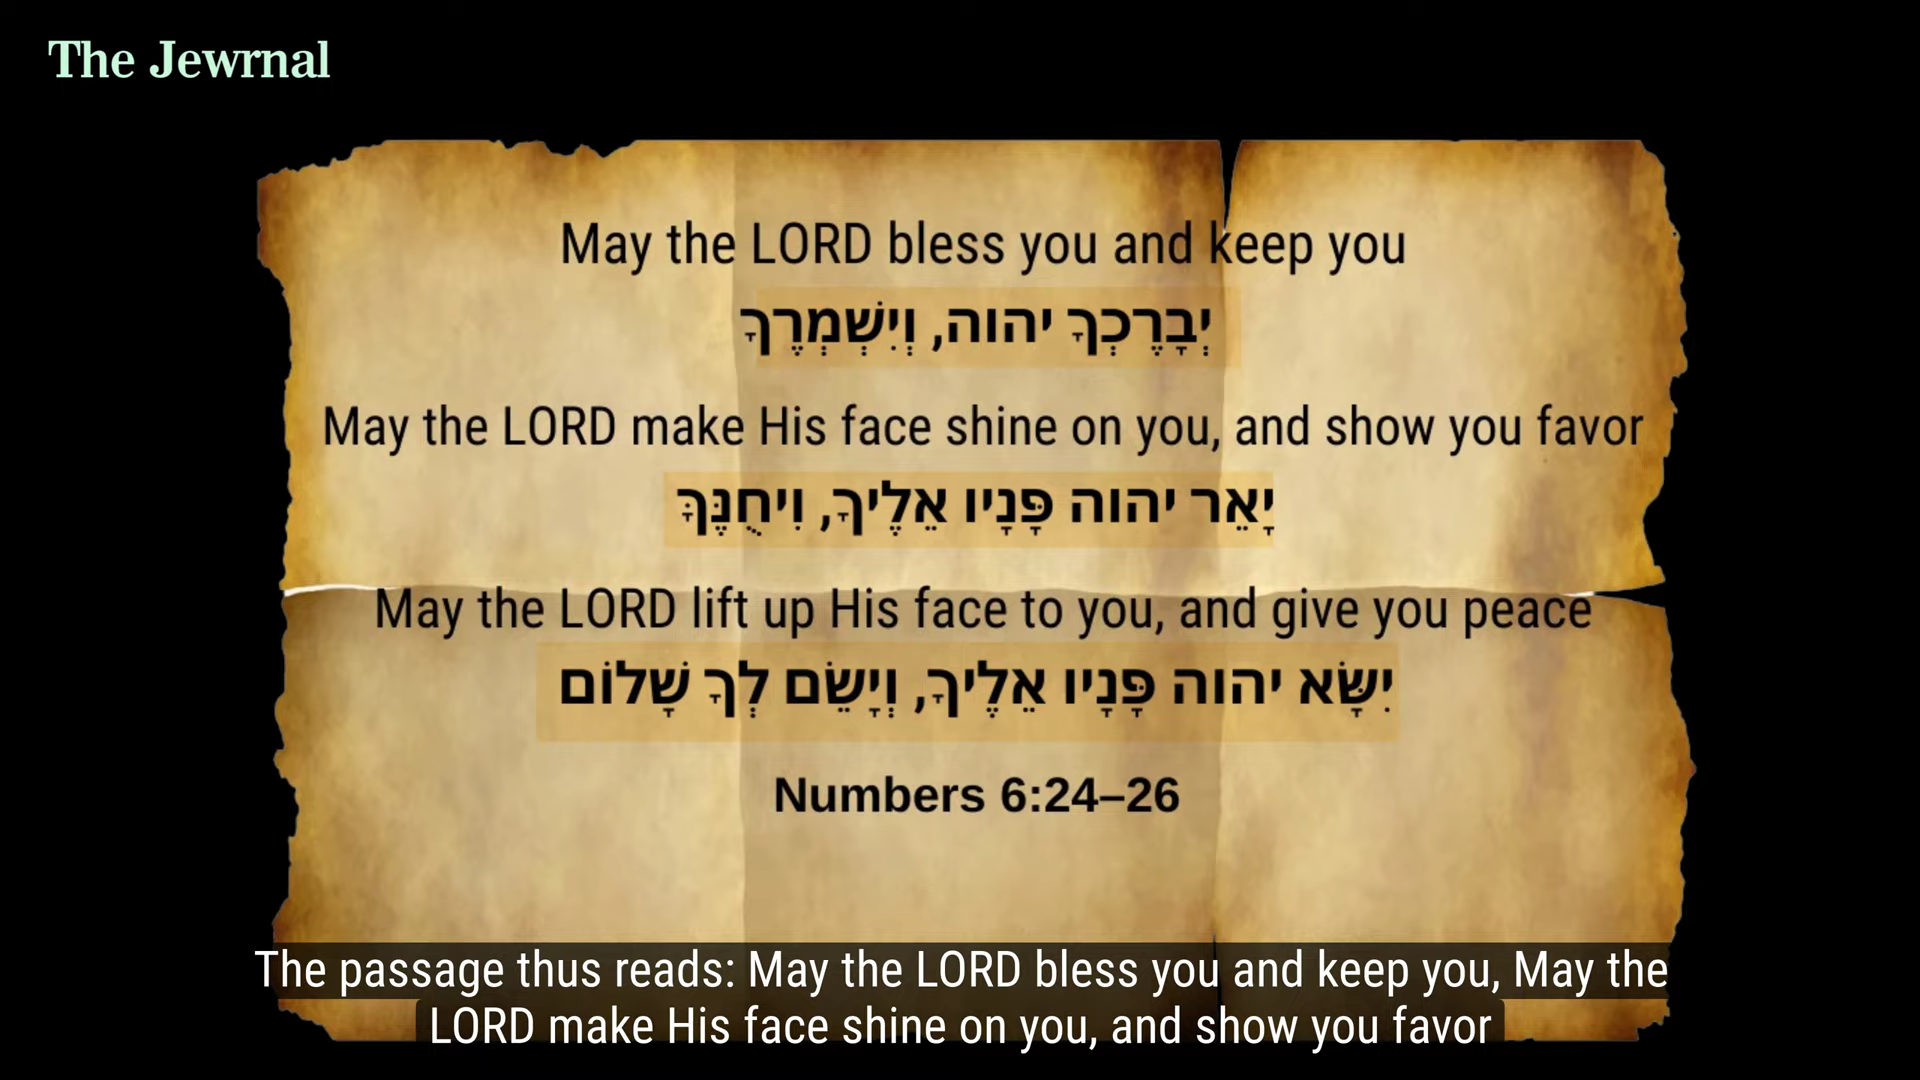 The Jewrnal
May the LORD bless you and keep you
יְבָרֶכְךָ יהוה, וְיִשְׁמְרֶךָ
May the LORD make His face shine on you, and show you favor
יָאֵר יהוה פָּנָיו אֵלֶיךָ, וִיחֻנֶּךָּ
May the LORD lift up His face to you, and give you peace
יִשָּׂא יהוה פָּנָיו אֵלֶיךָ, וְיָשֵׂם לְךָ שָׁלוֹם
Numbers 6:24–26
The passage thus reads: May the LORD bless you and keep you, May the
LORD make His face shine on you, and show you favor